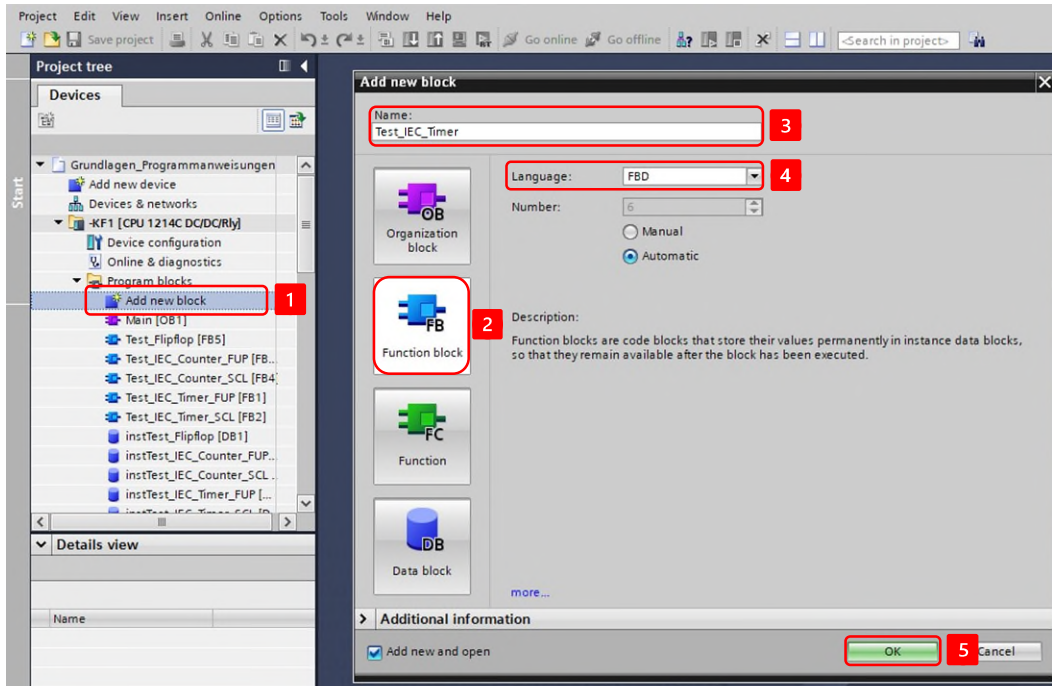 Project Edit View Insert Online Options Tools Window Help
Save project Go online Go offline <Search in project>
Start
Project tree
Devices
Grundlagen_Programmanweisungen
Add new device
Devices & networks
-KF1 [CPU 1214C DC/DC/Rly]
Device configuration
Online & diagnostics
Program blocks
Add new block 1
Main [OB1]
Test_Flipflop [FB5]
Test_IEC_Counter_FUP [FB...
Test_IEC_Counter_SCL [FB4]
Test_IEC_Timer_FUP [FB1]
Test_IEC_Timer_SCL [FB2]
instTest_Flipflop [DB1]
instTest_IEC_Counter_FUP...
instTest_IEC_Counter_SCL ...
instTest_IEC_Timer_FUP [...
Details view
Name
Add new block
Name:
Test_IEC_Timer 3
OB
Organization
block
FB
Function block
2
FC
Function
DB
Data block
Language: FBD 4
Number: 6
Manual
Automatic
Description:
Function blocks are code blocks that store their values permanently in instance data blocks,
so that they remain available after the block has been executed.
more...
Additional information
Add new and open OK 5 Cancel